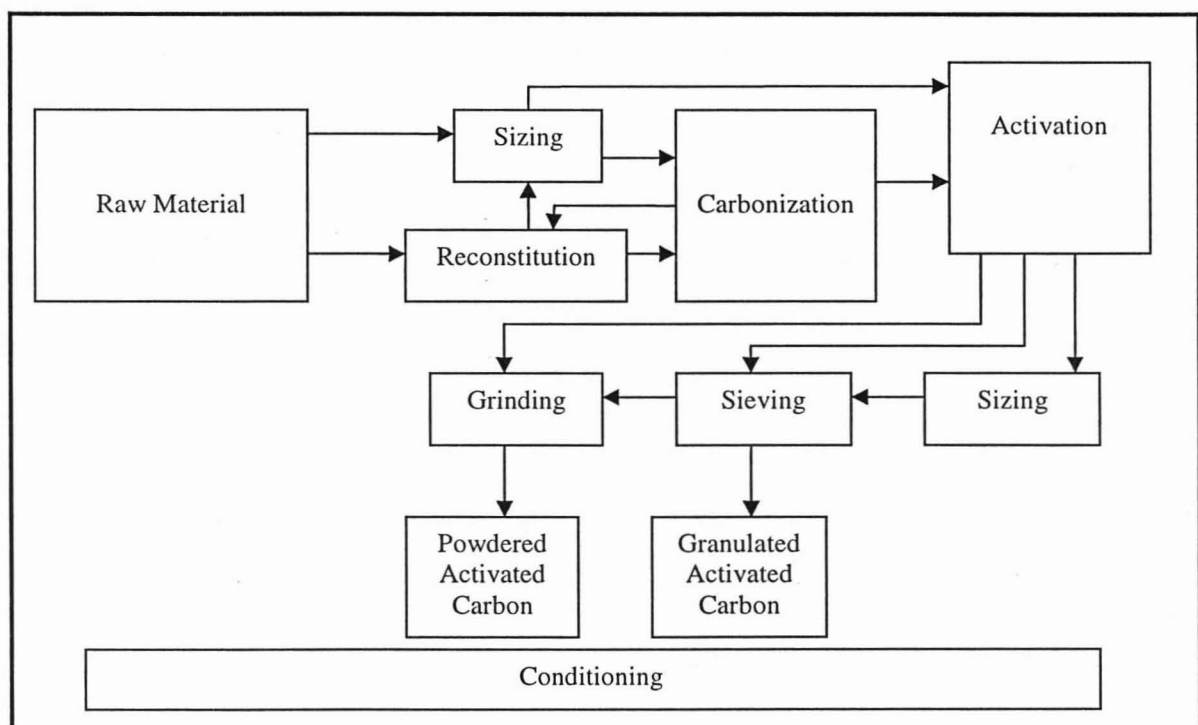 Raw Material
Sizing
Reconstitution
Carbonization
Activation
Grinding
Sieving
Sizing
Powdered
Activated
Carbon
Granulated
Activated
Carbon
Conditioning